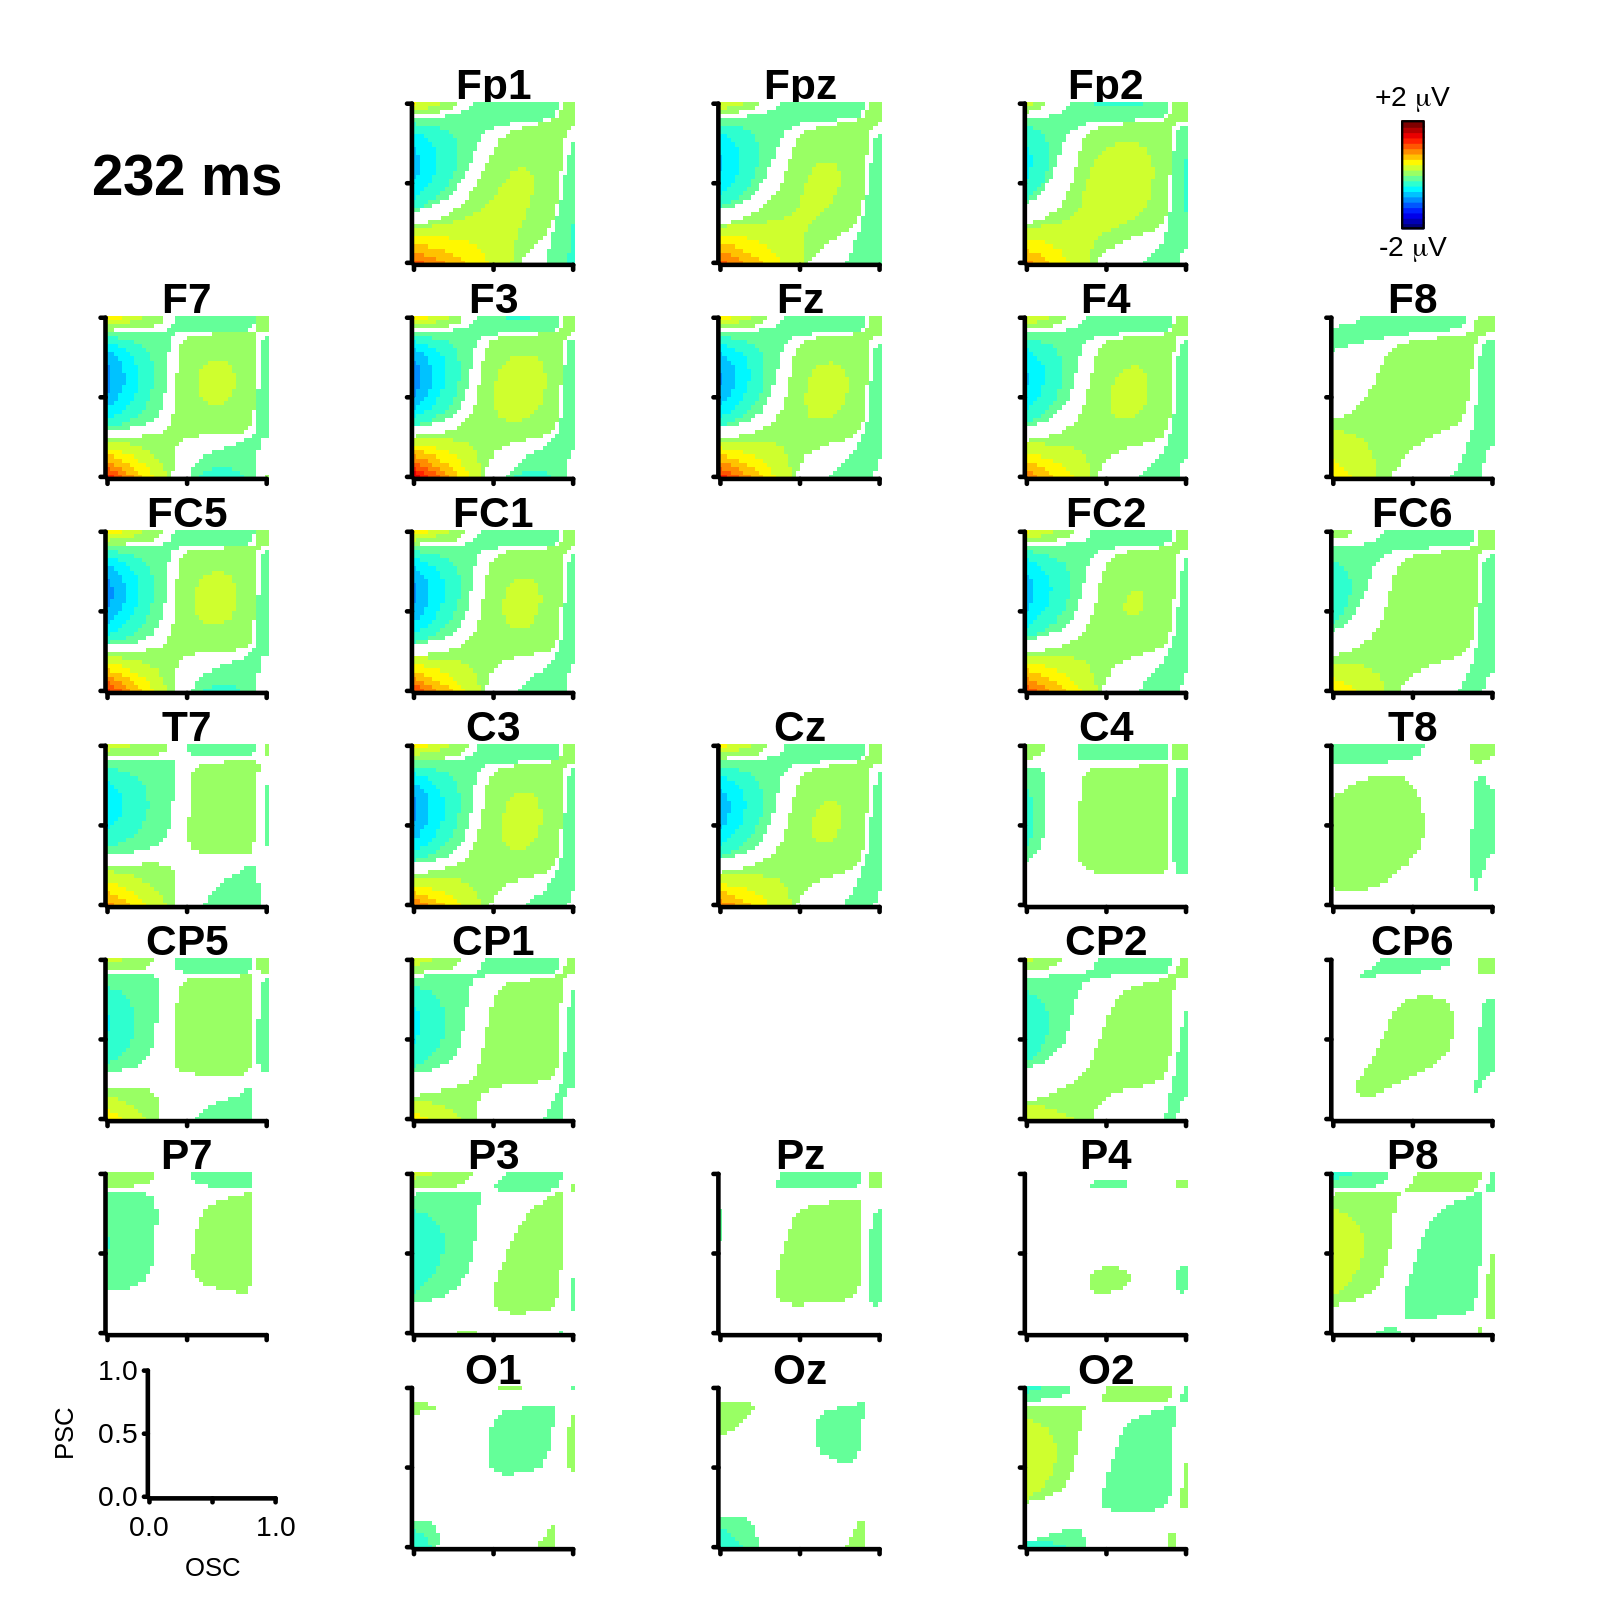 Fp1 Fpz Fp2
+2 μV
232 ms
-2 μV
F7 F3 Fz F4 F8
FC5 FC1 FC2 FC6
T7 C3 Cz C4 T8
CP5 CP1 CP2 CP6
P7 P3 Pz P4 P8
O1 Oz O2
1.0
0.5
PSC
0.0
0.0 1.0
OSC